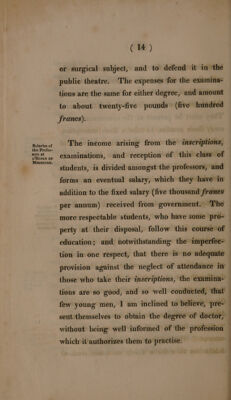 ( 14 )
or surgical subject, and to defend it in the
public theatre. The expenses for the examina-
tions are the same for either degree, and amount
to about twenty-five pounds (five hundred
francs).
Salaries of
the Profes-
sors of
Medicine.
The income arising from the inscriptions,
examinations, and reception of this class of
students, is divided amongst the professors, and
forms an eventual salary, which they have in
addition to the fixed salary (five thousand francs
per annum) received from government. The
more respectable students, who have some pro-
perty at their disposal, follow this course of
education; and notwithstanding the imperfec-
tion in one respect, that there is no adequate
provision against the neglect of attendance in
those who take their inscriptions, the examina-
tions are so good, and so well conducted, that
few young men, I am inclined to believe, pre-
sent themselves to obtain the degree of doctor,
without being well informed of the profession
which it authorizes them to practise.